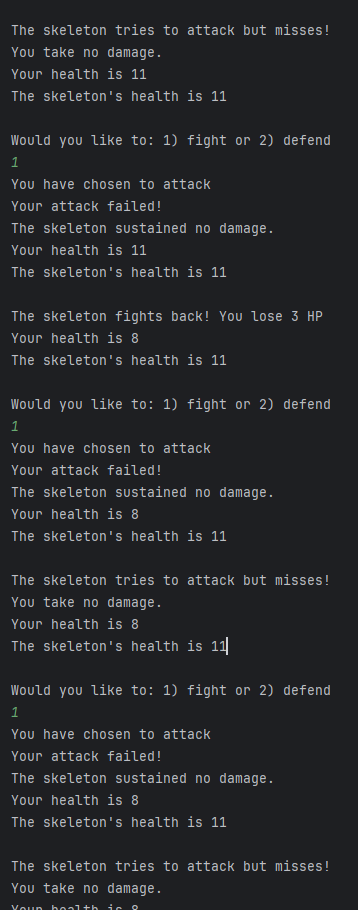 The skeleton tries to attack but misses!
You take no damage.
Your health is 11
The skeleton's health is 11
Would you like to: 1) fight or 2) defend
1
You have chosen to attack
Your attack failed!
The skeleton sustained no damage.
Your health is 11
The skeleton's health is 11
The skeleton fights back! You lose 3 HP
Your health is 8
The skeleton's health is 11
Would you like to: 1) fight or 2) defend
1
You have chosen to attack
Your attack failed!
The skeleton sustained no damage.
Your health is 8
The skeleton's health is 11
The skeleton tries to attack but misses!
You take no damage.
Your health is 8
The skeleton's health is 11
Would you like to: 1) fight or 2) defend
1
You have chosen to attack
Your attack failed!
The skeleton sustained no damage.
Your health is 8
The skeleton's health is 11
The skeleton tries to attack but misses!
You take no damage.
Your health is 8